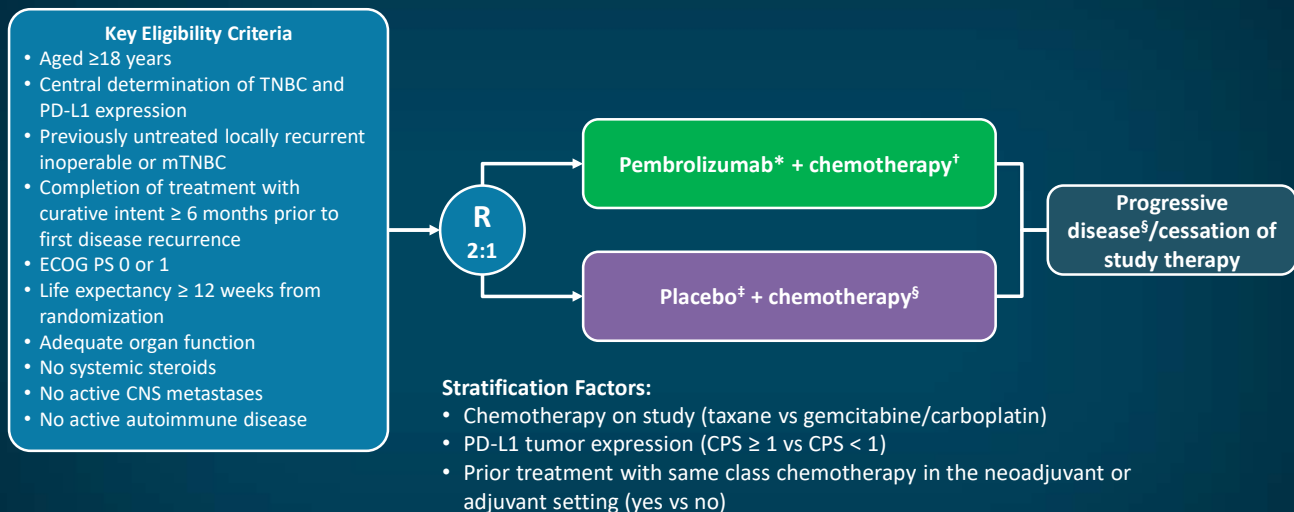 Key Eligibility Criteria
• Aged ≥18 years
• Central determination of TNBC and
PD-L1 expression
• Previously untreated locally recurrent
inoperable or mTNBC
• Completion of treatment with
curative intent ≥ 6 months prior to
first disease recurrence
• ECOG PS 0 or 1
• Life expectancy ≥ 12 weeks from
randomization
• Adequate organ function
• No systemic steroids
• No active CNS metastases
• No active autoimmune disease
R
2:1
Pembrolizumab* + chemotherapy†
Placebo‡ + chemotherapy§
Progressive
disease§/cessation of
study therapy
Stratification Factors:
• Chemotherapy on study (taxane vs gemcitabine/carboplatin)
• PD-L1 tumor expression (CPS ≥ 1 vs CPS < 1)
• Prior treatment with same class chemotherapy in the neoadjuvant or
adjuvant setting (yes vs no)